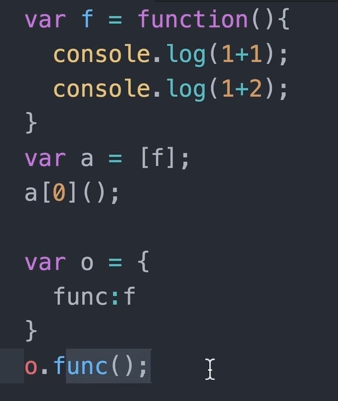 var f = function(){
  console.log(1+1);
  console.log(1+2);
}
var a = [f];
a[0]();

var o = {
  func:f
}
o.func();